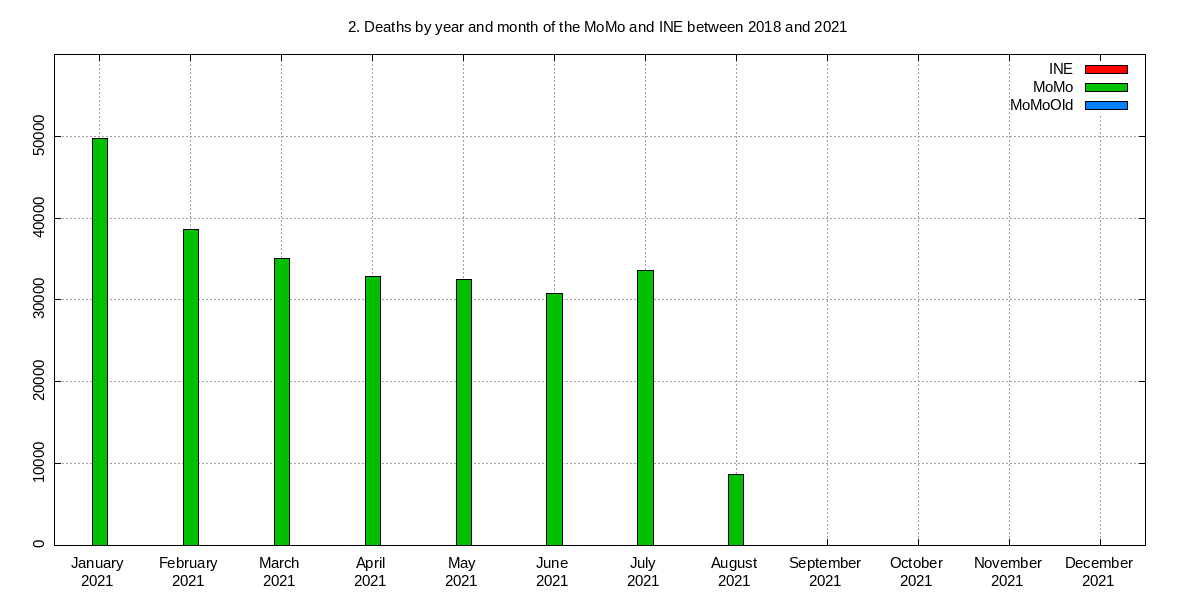 2. Deaths by year and month of the MoMo and INE between 2018 and 2021
INE
MoMo
MoMoOld
50000
40000
30000
20000
10000
0
January February March April May June July August September October November December
2021 2021 2021 2021 2021 2021 2021 2021 2021 2021 2021 2021